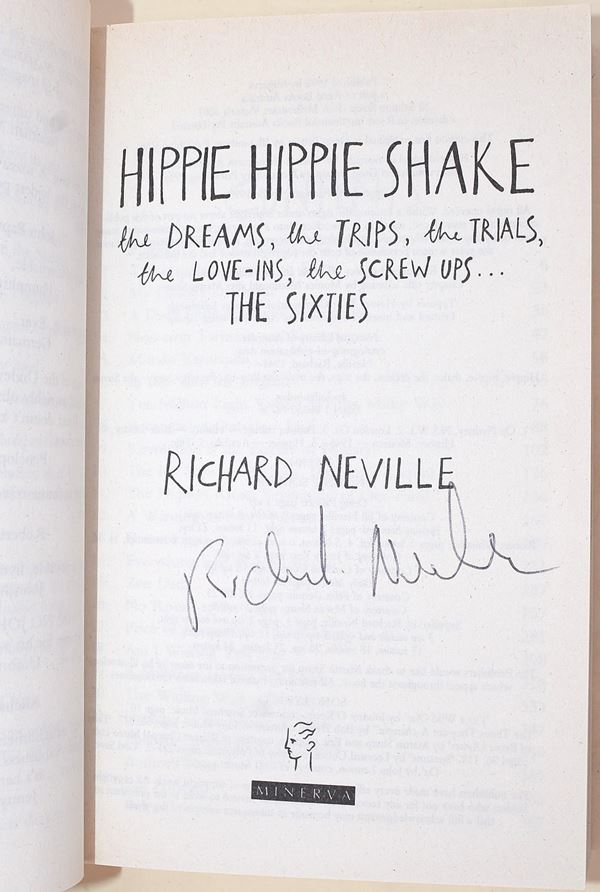 HIPPIE HIPPIE SHAKE
the DREAMS, the TRIPS, the TRIALS,
the LOVE-INS, the SCREW UPS...
THE SIXTIES
RICHARD NEVILLE
Richard Neville
MINERVA